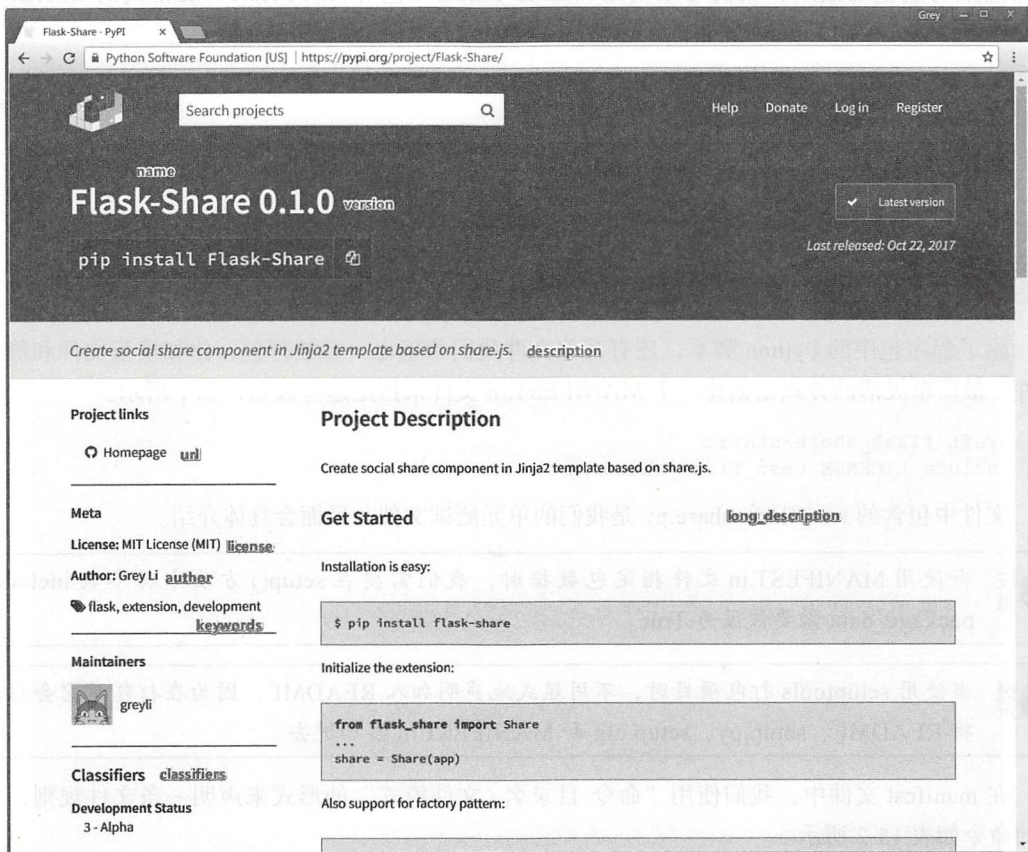 Grey
Flask-Share · PyPI x
Python Software Foundation [US] | https://pypi.org/project/Flask-Share/
Search projects
Help Donate Log in Register
name
Flask-Share 0.1.0 version
Latest version
pip install Flask-Share
Last released: Oct 22, 2017
Create social share component in Jinja2 template based on share.js. description
Project links
Homepage url
Meta
License: MIT License (MIT) license
Author: Grey Li author
flask, extension, development
keywords
Maintainers
greyli
Classifiers classifiers
Development Status
3 - Alpha
Project Description
Create social share component in Jinja2 template based on share.js.
Get Started long_description
Installation is easy:
$ pip install flask-share
Initialize the extension:
from flask_share import Share
...
share = Share(app)
Also support for factory pattern: